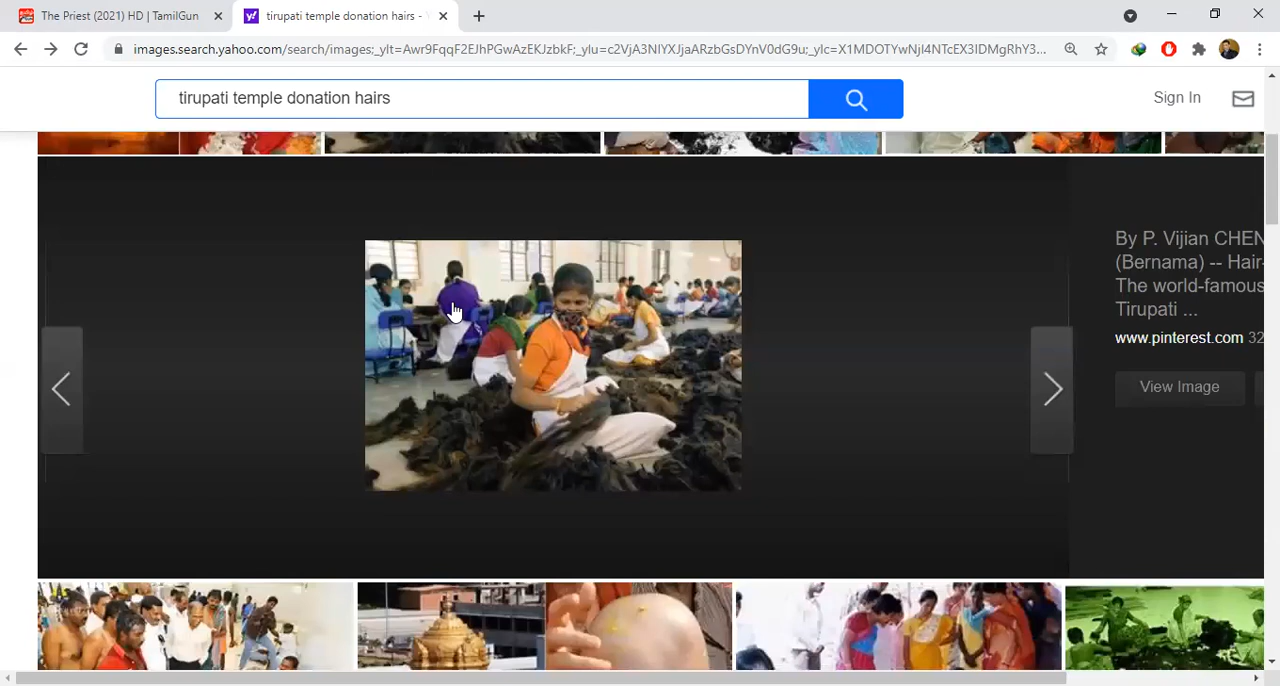 The Priest (2021) HD | TamilGun
tirupati temple donation hairs -
images.search.yahoo.com/search/images;_ylt=Awr9FqqF2EJhPGwAzEKJzbkF;_ylu=c2VjA3NlYXJjaARzbGsDYnV0dG9u;_ylc=X1MDOTYwNjI4NTcEX3IDMgRhY3...
tirupati temple donation hairs
Sign In
By P. Vijian CHEN
(Bernama) -- Hair-
The world-famous
Tirupati ...
www.pinterest.com 32
View Image